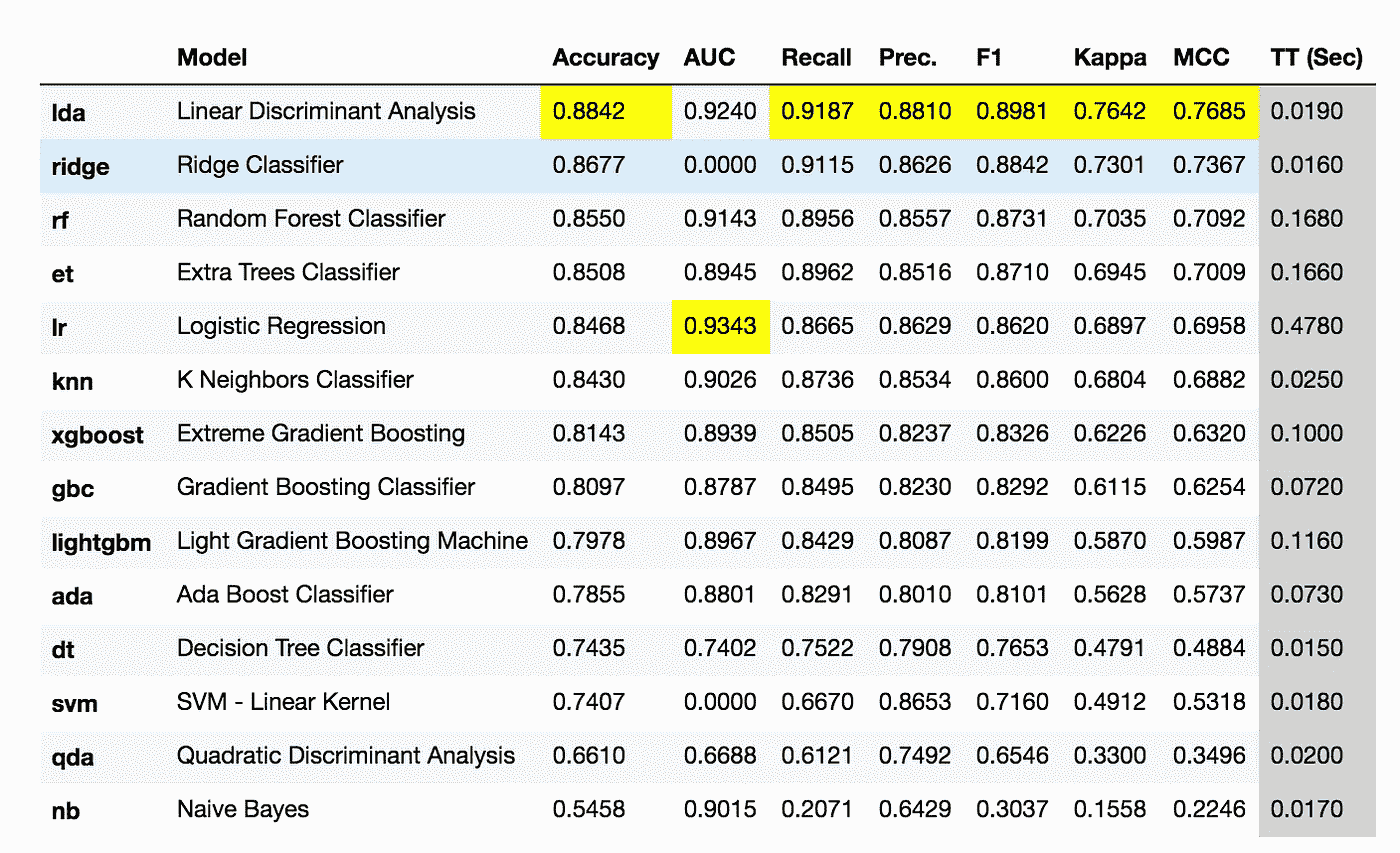 Model Accuracy AUC Recall Prec. F1 Kappa MCC TT (Sec)
lda Linear Discriminant Analysis 0.8842 0.9240 0.9187 0.8810 0.8981 0.7642 0.7685 0.0190
ridge Ridge Classifier 0.8677 0.0000 0.9115 0.8626 0.8842 0.7301 0.7367 0.0160
rf Random Forest Classifier 0.8550 0.9143 0.8956 0.8557 0.8731 0.7035 0.7092 0.1680
et Extra Trees Classifier 0.8508 0.8945 0.8962 0.8516 0.8710 0.6945 0.7009 0.1660
lr Logistic Regression 0.8468 0.9343 0.8665 0.8629 0.8620 0.6897 0.6958 0.4780
knn K Neighbors Classifier 0.8430 0.9026 0.8736 0.8534 0.8600 0.6804 0.6882 0.0250
xgboost Extreme Gradient Boosting 0.8143 0.8939 0.8505 0.8237 0.8326 0.6226 0.6320 0.1000
gbc Gradient Boosting Classifier 0.8097 0.8787 0.8495 0.8230 0.8292 0.6115 0.6254 0.0720
lightgbm Light Gradient Boosting Machine 0.7978 0.8967 0.8429 0.8087 0.8199 0.5870 0.5987 0.1160
ada Ada Boost Classifier 0.7855 0.8801 0.8291 0.8010 0.8101 0.5628 0.5737 0.0730
dt Decision Tree Classifier 0.7435 0.7402 0.7522 0.7908 0.7653 0.4791 0.4884 0.0150
svm SVM - Linear Kernel 0.7407 0.0000 0.6670 0.8653 0.7160 0.4912 0.5318 0.0180
qda Quadratic Discriminant Analysis 0.6610 0.6688 0.6121 0.7492 0.6546 0.3300 0.3496 0.0200
nb Naive Bayes 0.5458 0.9015 0.2071 0.6429 0.3037 0.1558 0.2246 0.0170